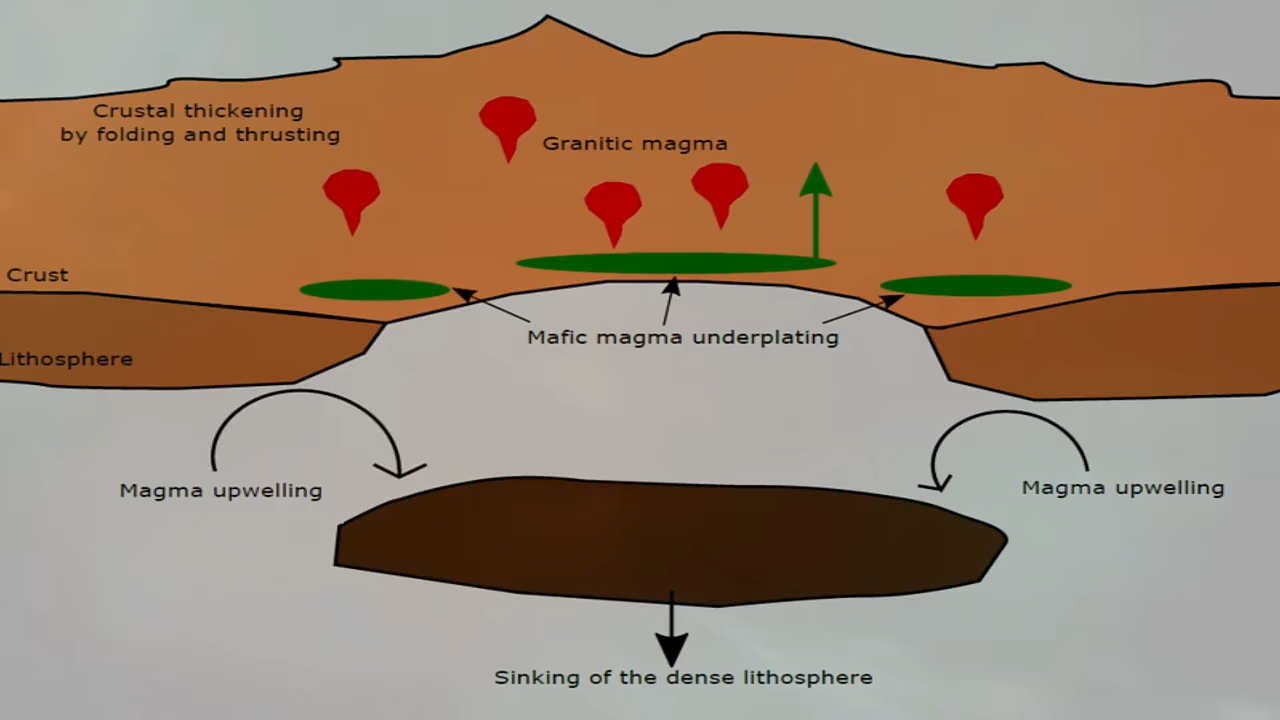 Crustal thickening
by folding and thrusting
Granitic magma
Crust
Mafic magma underplating
Lithosphere
Magma upwelling
Magma upwelling
Sinking of the dense lithosphere